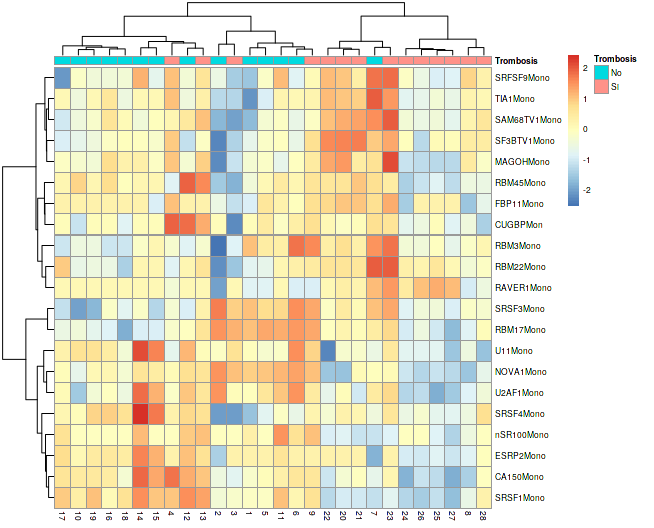 Trombosis
SRFSF9Mono
TIA1Mono
SAM68TV1Mono
SF3BTV1Mono
MAGOHMono
RBM45Mono
FBP11Mono
CUGBPMon
RBM3Mono
RBM22Mono
RAVER1Mono
SRSF3Mono
RBM17Mono
U11Mono
NOVA1Mono
U2AF1Mono
SRSF4Mono
nSR100Mono
ESRP2Mono
CA150Mono
SRSF1Mono
17 10 19 16 18 14 15 4 12 13 2 3 1 5 11 6 9 22 20 21 7 23 24 26 25 27 8 28
2
1
0
-1
-2
Trombosis
No
SI